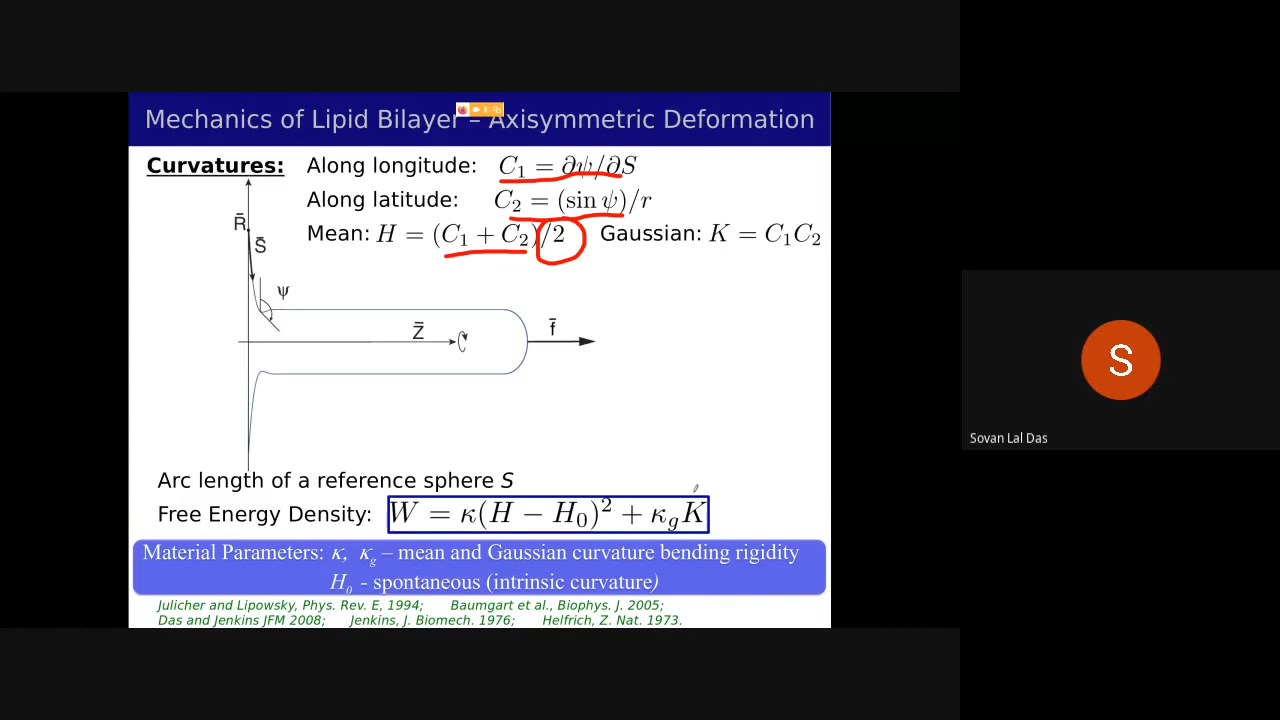 Mechanics of Lipid Bilayer – Axisymmetric Deformation
Curvatures: Along longitude: C₁ = ∂ψ/∂S
Along latitude: C₂ = (sin ψ)/r
Mean: H = (C₁ + C₂)/2 Gaussian: K = C₁C₂
R̄
S̄
ψ
Z̄
f̄
Arc length of a reference sphere S
Free Energy Density: W = κ(H − H₀)² + κ_g K
Material Parameters: κ, κ_g – mean and Gaussian curvature bending rigidity
H₀ - spontaneous (intrinsic curvature)
Julicher and Lipowsky, Phys. Rev. E, 1994; Baumgart et al., Biophys. J. 2005;
Das and Jenkins JFM 2008; Jenkins, J. Biomech. 1976; Helfrich, Z. Nat. 1973.
S
Sovan Lal Das